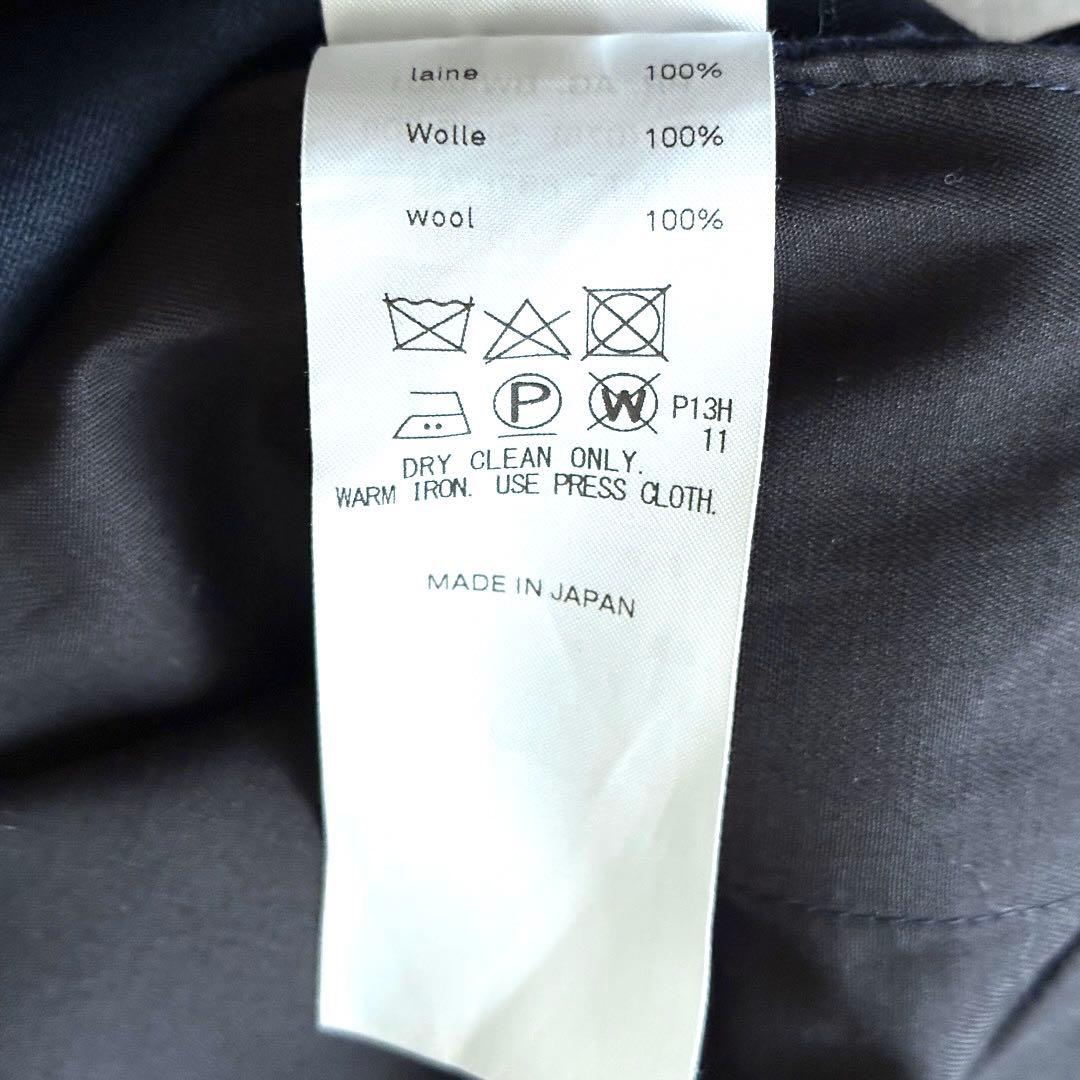 laine 100%
Wolle 100%
wool 100%
P W P13H
11
DRY CLEAN ONLY.
WARM IRON. USE PRESS CLOTH.
MADE IN JAPAN